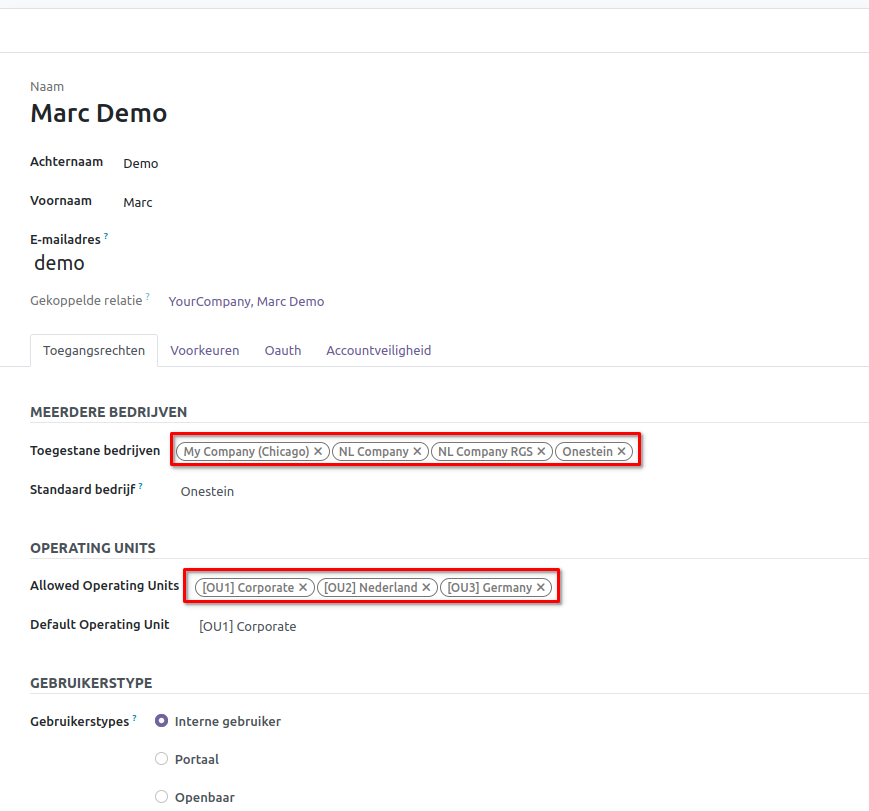 Naam
Marc Demo
Achternaam Demo
Voornaam Marc
E-mailadres ?
demo
Gekoppelde relatie ? YourCompany, Marc Demo
Toegangsrechten Voorkeuren Oauth Accountveiligheid
MEERDERE BEDRIJVEN
Toegestane bedrijven My Company (Chicago) × NL Company × NL Company RGS × Onestein ×
Standaard bedrijf ? Onestein
OPERATING UNITS
Allowed Operating Units [OU1] Corporate × [OU2] Nederland × [OU3] Germany ×
Default Operating Unit [OU1] Corporate
GEBRUIKERSTYPE
Gebruikerstypes ? Interne gebruiker
Portaal
Openbaar